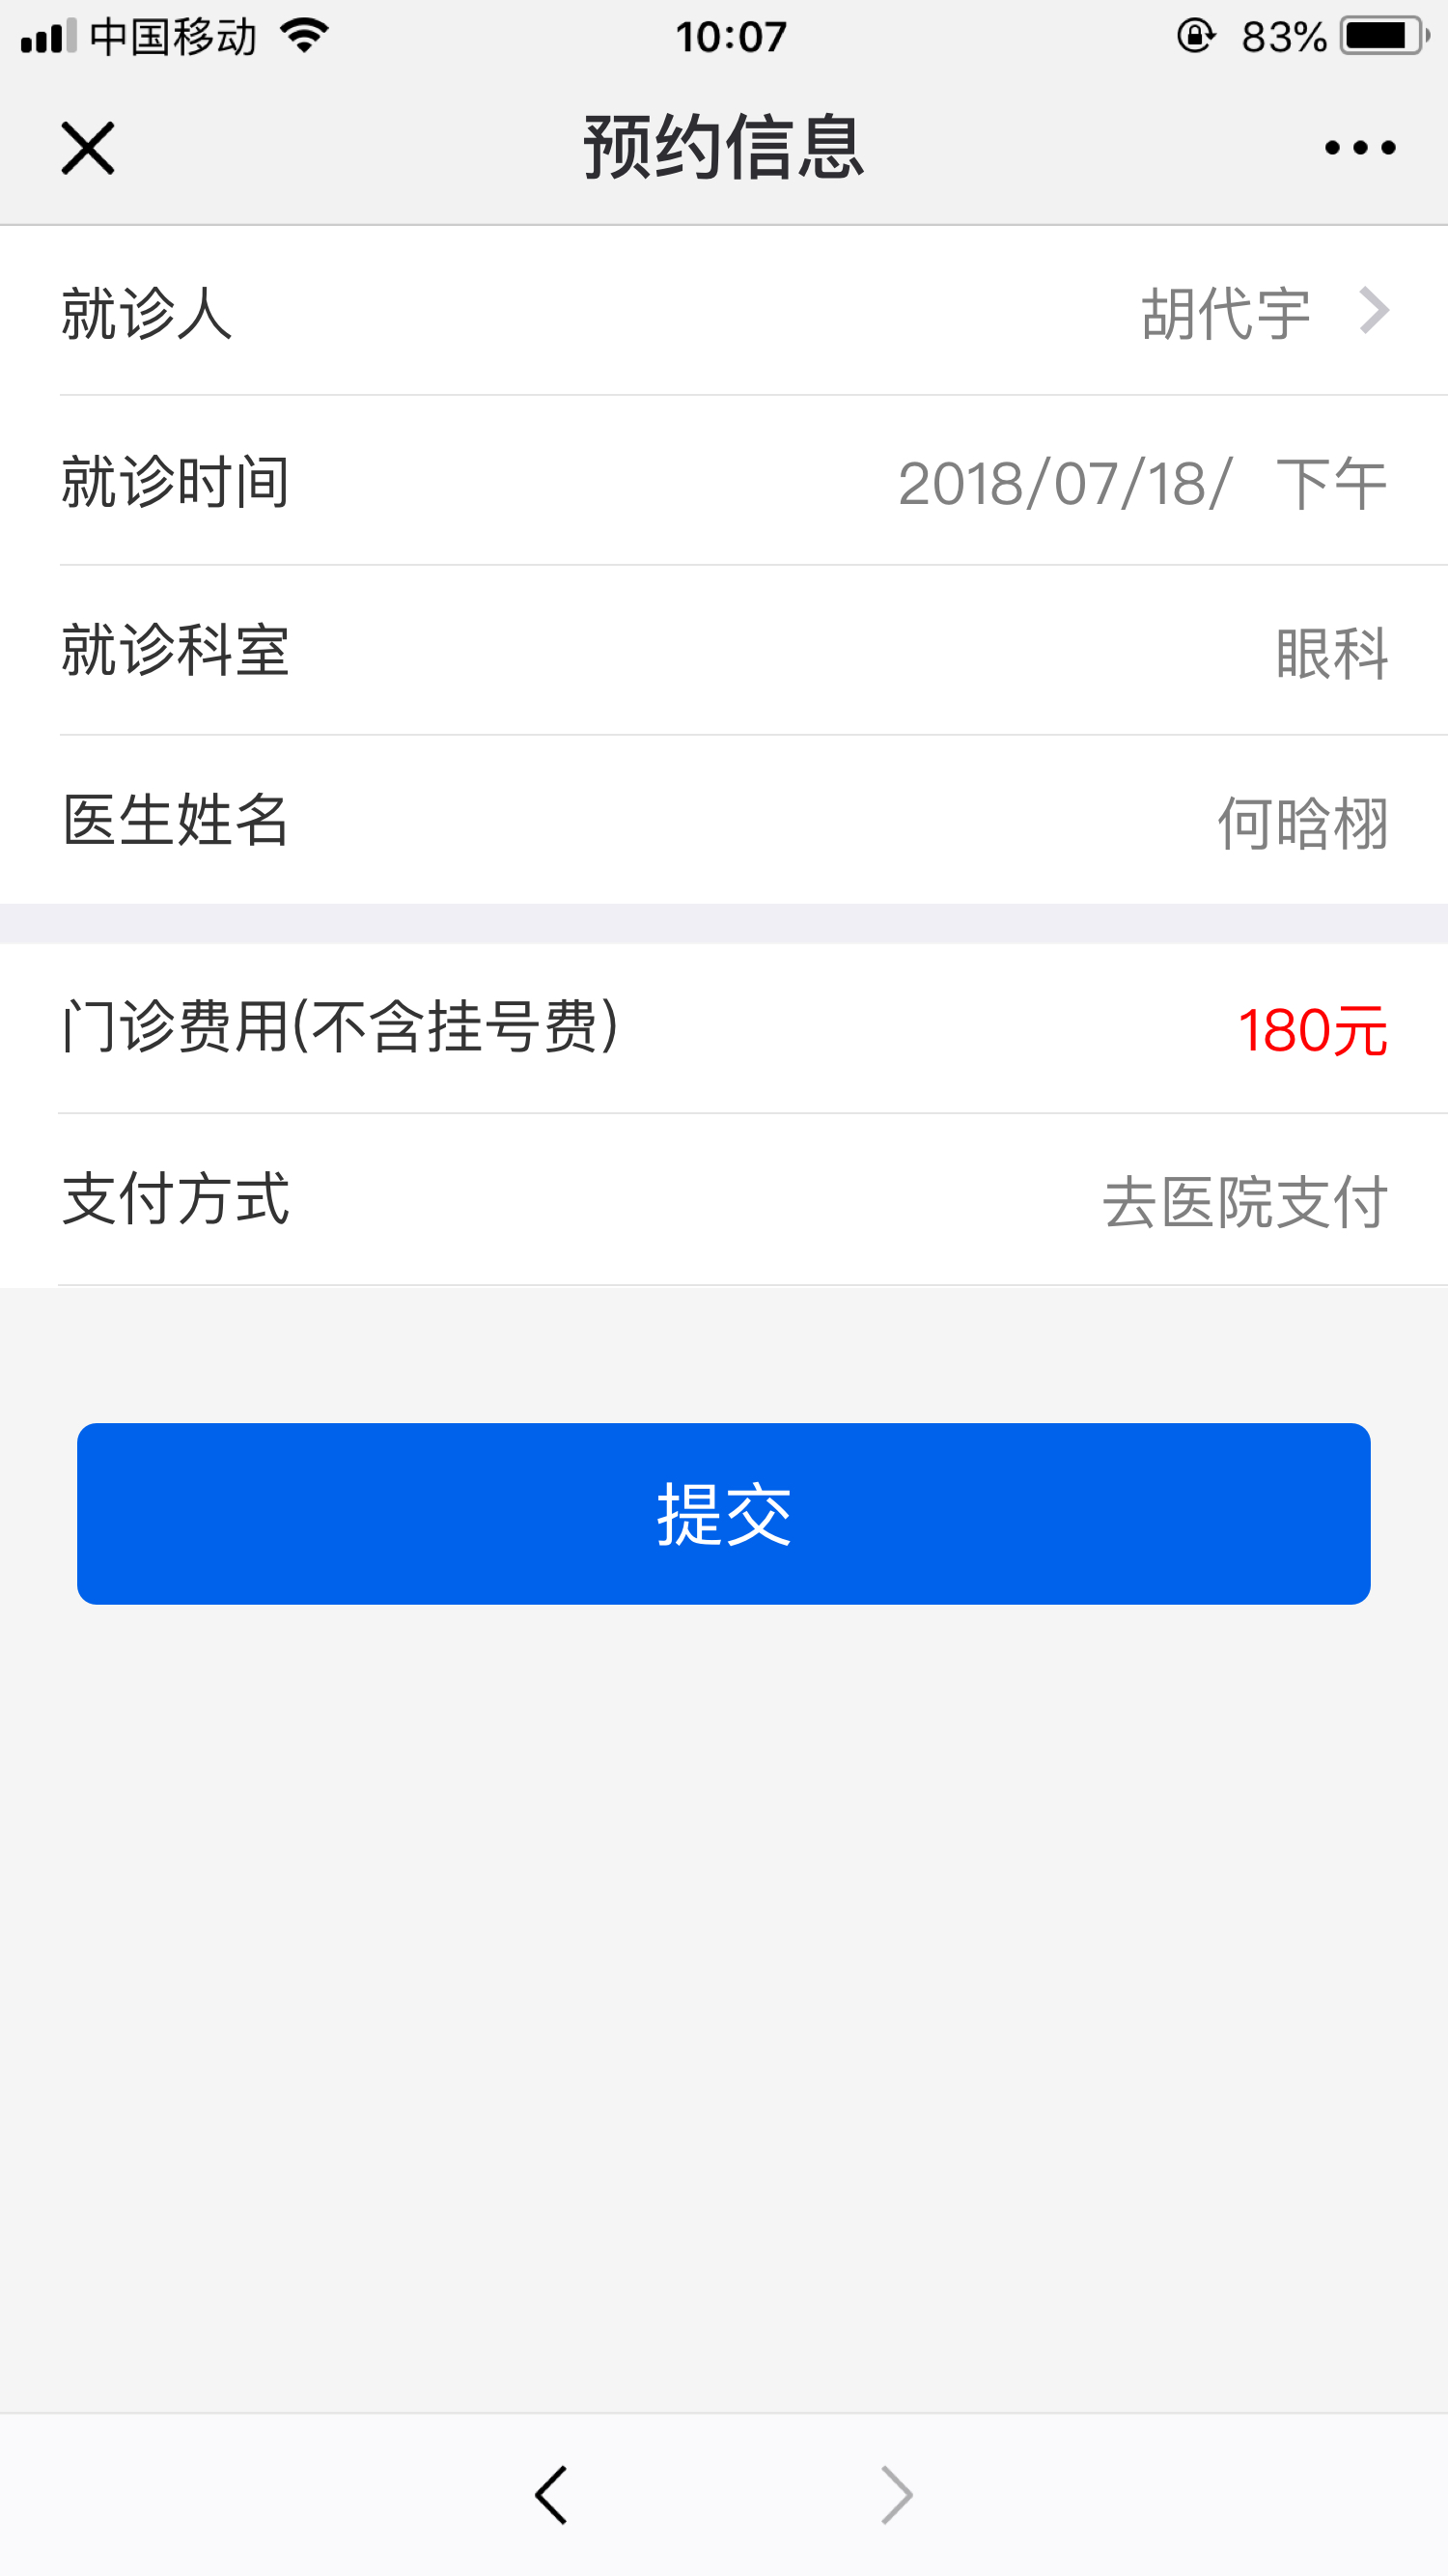 中国移动 10:07 83%
预约信息
就诊人 胡代宇
就诊时间 2018/07/18/ 下午
就诊科室 眼科
医生姓名 何晗栩
门诊费用(不含挂号费) 180元
支付方式 去医院支付
提交